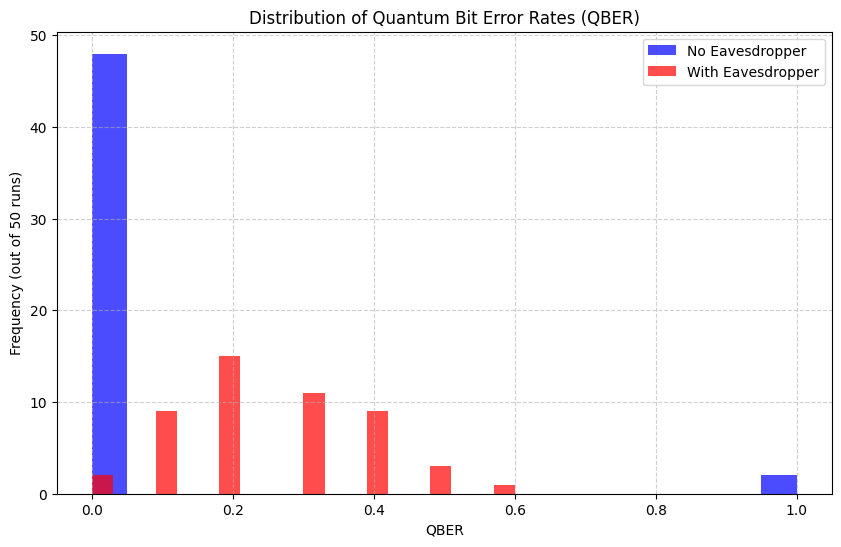 Distribution of Quantum Bit Error Rates (QBER)
No Eavesdropper
With Eavesdropper
Frequency (out of 50 runs)
50
40
30
20
10
0
0.0 0.2 0.4 0.6 0.8 1.0
QBER